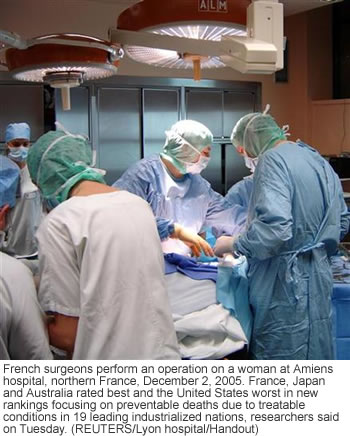 ALM
French surgeons perform an operation on a woman at Amiens
hospital, northern France, December 2, 2005. France, Japan
and Australia rated best and the United States worst in new
rankings focusing on preventable deaths due to treatable
conditions in 19 leading industrialized nations, researchers said
on Tuesday. (REUTERS/Lyon hospital/Handout)